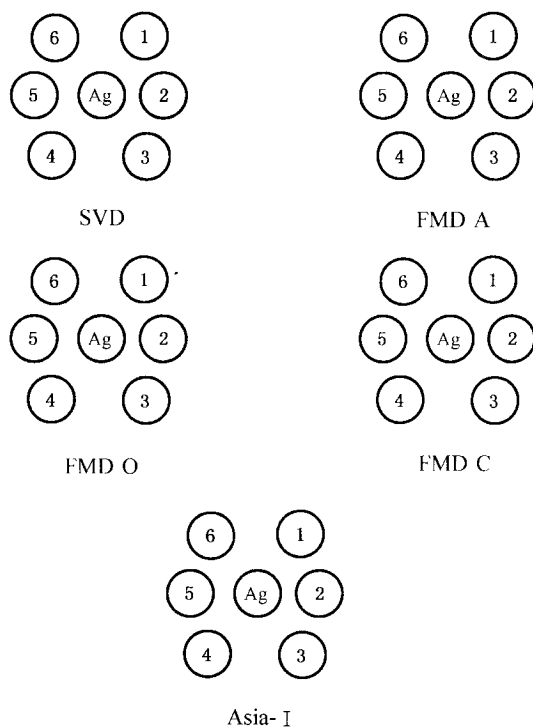 6 1 6 1
5 Ag 2 5 Ag 2
4 3 4 3
SVD FMD A
6 1 6 1
5 Ag 2 5 Ag 2
4 3 4 3
FMD O FMD C
6 1
5 Ag 2
4 3
Asia-I